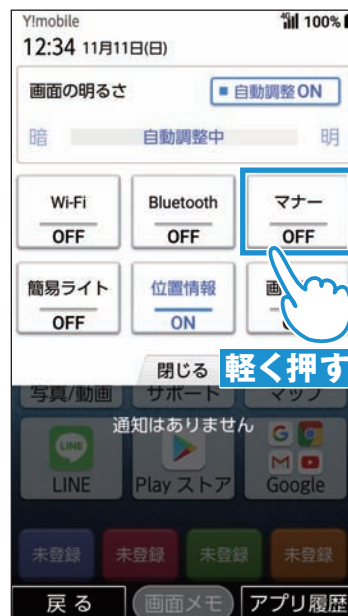 Y!mobile 4G 100%
12:34 11月11日(日)
画面の明るさ
自動調整ON
暗 自動調整中 明
Wi-Fi Bluetooth マナー
OFF OFF OFF
簡易ライト 位置情報 画
OFF ON
閉じる 軽く押す
写真/動画 サポート マップ
通知はありません
LINE
LINE Play ストア Google
未登録 未登録 未登録 未登録
戻る 画面メモ アプリ履歴